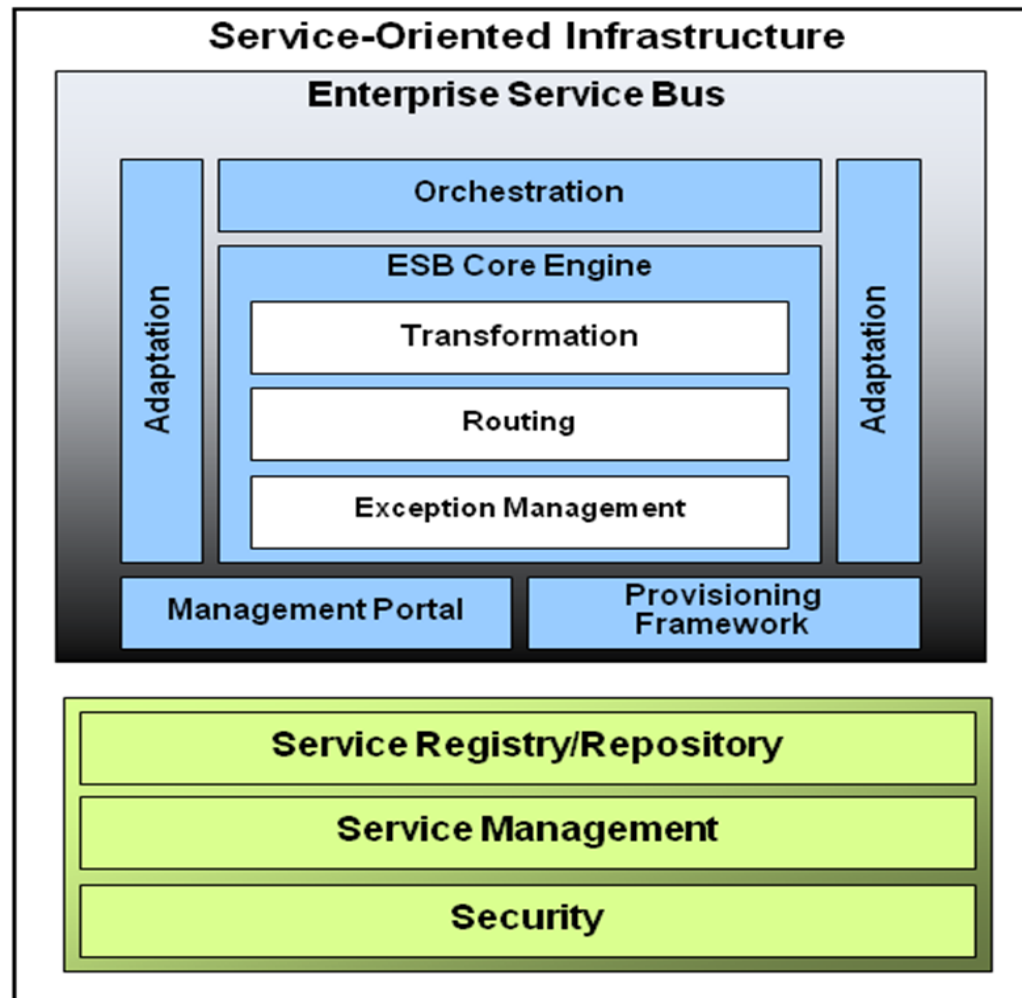 Service-Oriented Infrastructure
Enterprise Service Bus
Adaptation
Orchestration
ESB Core Engine
Transformation
Routing
Exception Management
Adaptation
Management Portal
Provisioning
Framework
Service Registry/Repository
Service Management
Security